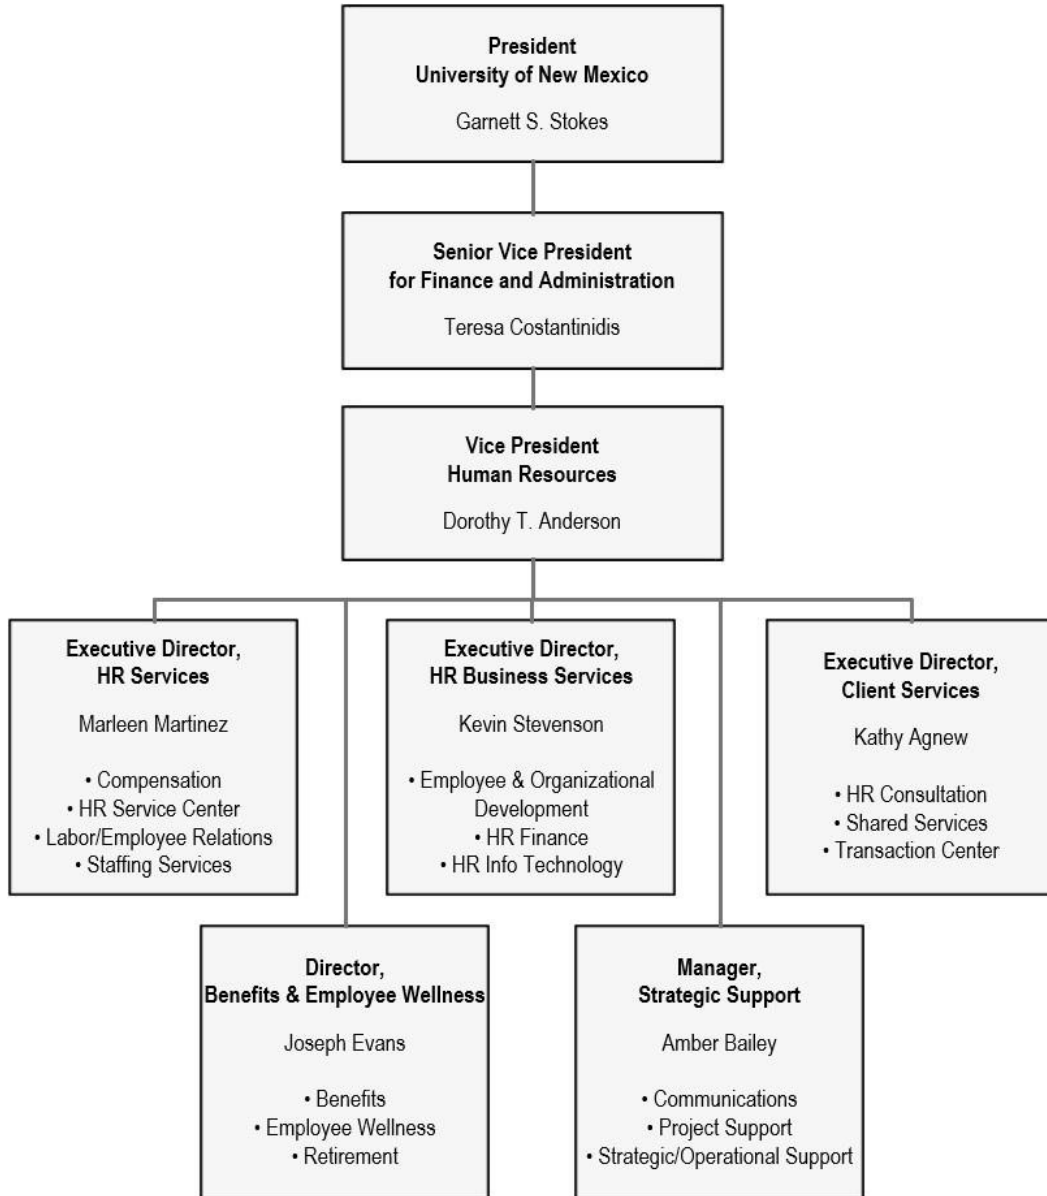 President
University of New Mexico
Garnett S. Stokes
Senior Vice President
for Finance and Administration
Teresa Costantinidis
Vice President
Human Resources
Dorothy T. Anderson
Executive Director,
HR Services
Marleen Martinez
• Compensation
• HR Service Center
• Labor/Employee Relations
• Staffing Services
Executive Director,
HR Business Services
Kevin Stevenson
• Employee & Organizational
Development
• HR Finance
• HR Info Technology
Executive Director,
Client Services
Kathy Agnew
• HR Consultation
• Shared Services
• Transaction Center
Director,
Benefits & Employee Wellness
Joseph Evans
• Benefits
• Employee Wellness
• Retirement
Manager,
Strategic Support
Amber Bailey
• Communications
• Project Support
• Strategic/Operational Support